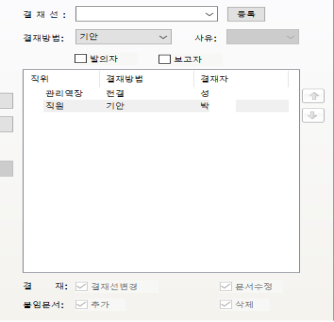 결 재 선 : 등록
결재방법: 기안 사유:
발의자 보고자
직위 결재방법 결재자
관리역장 전결 성
직원 기안 박
결 재: 결재선변경 문서수정
붙임문서: 추가 삭제